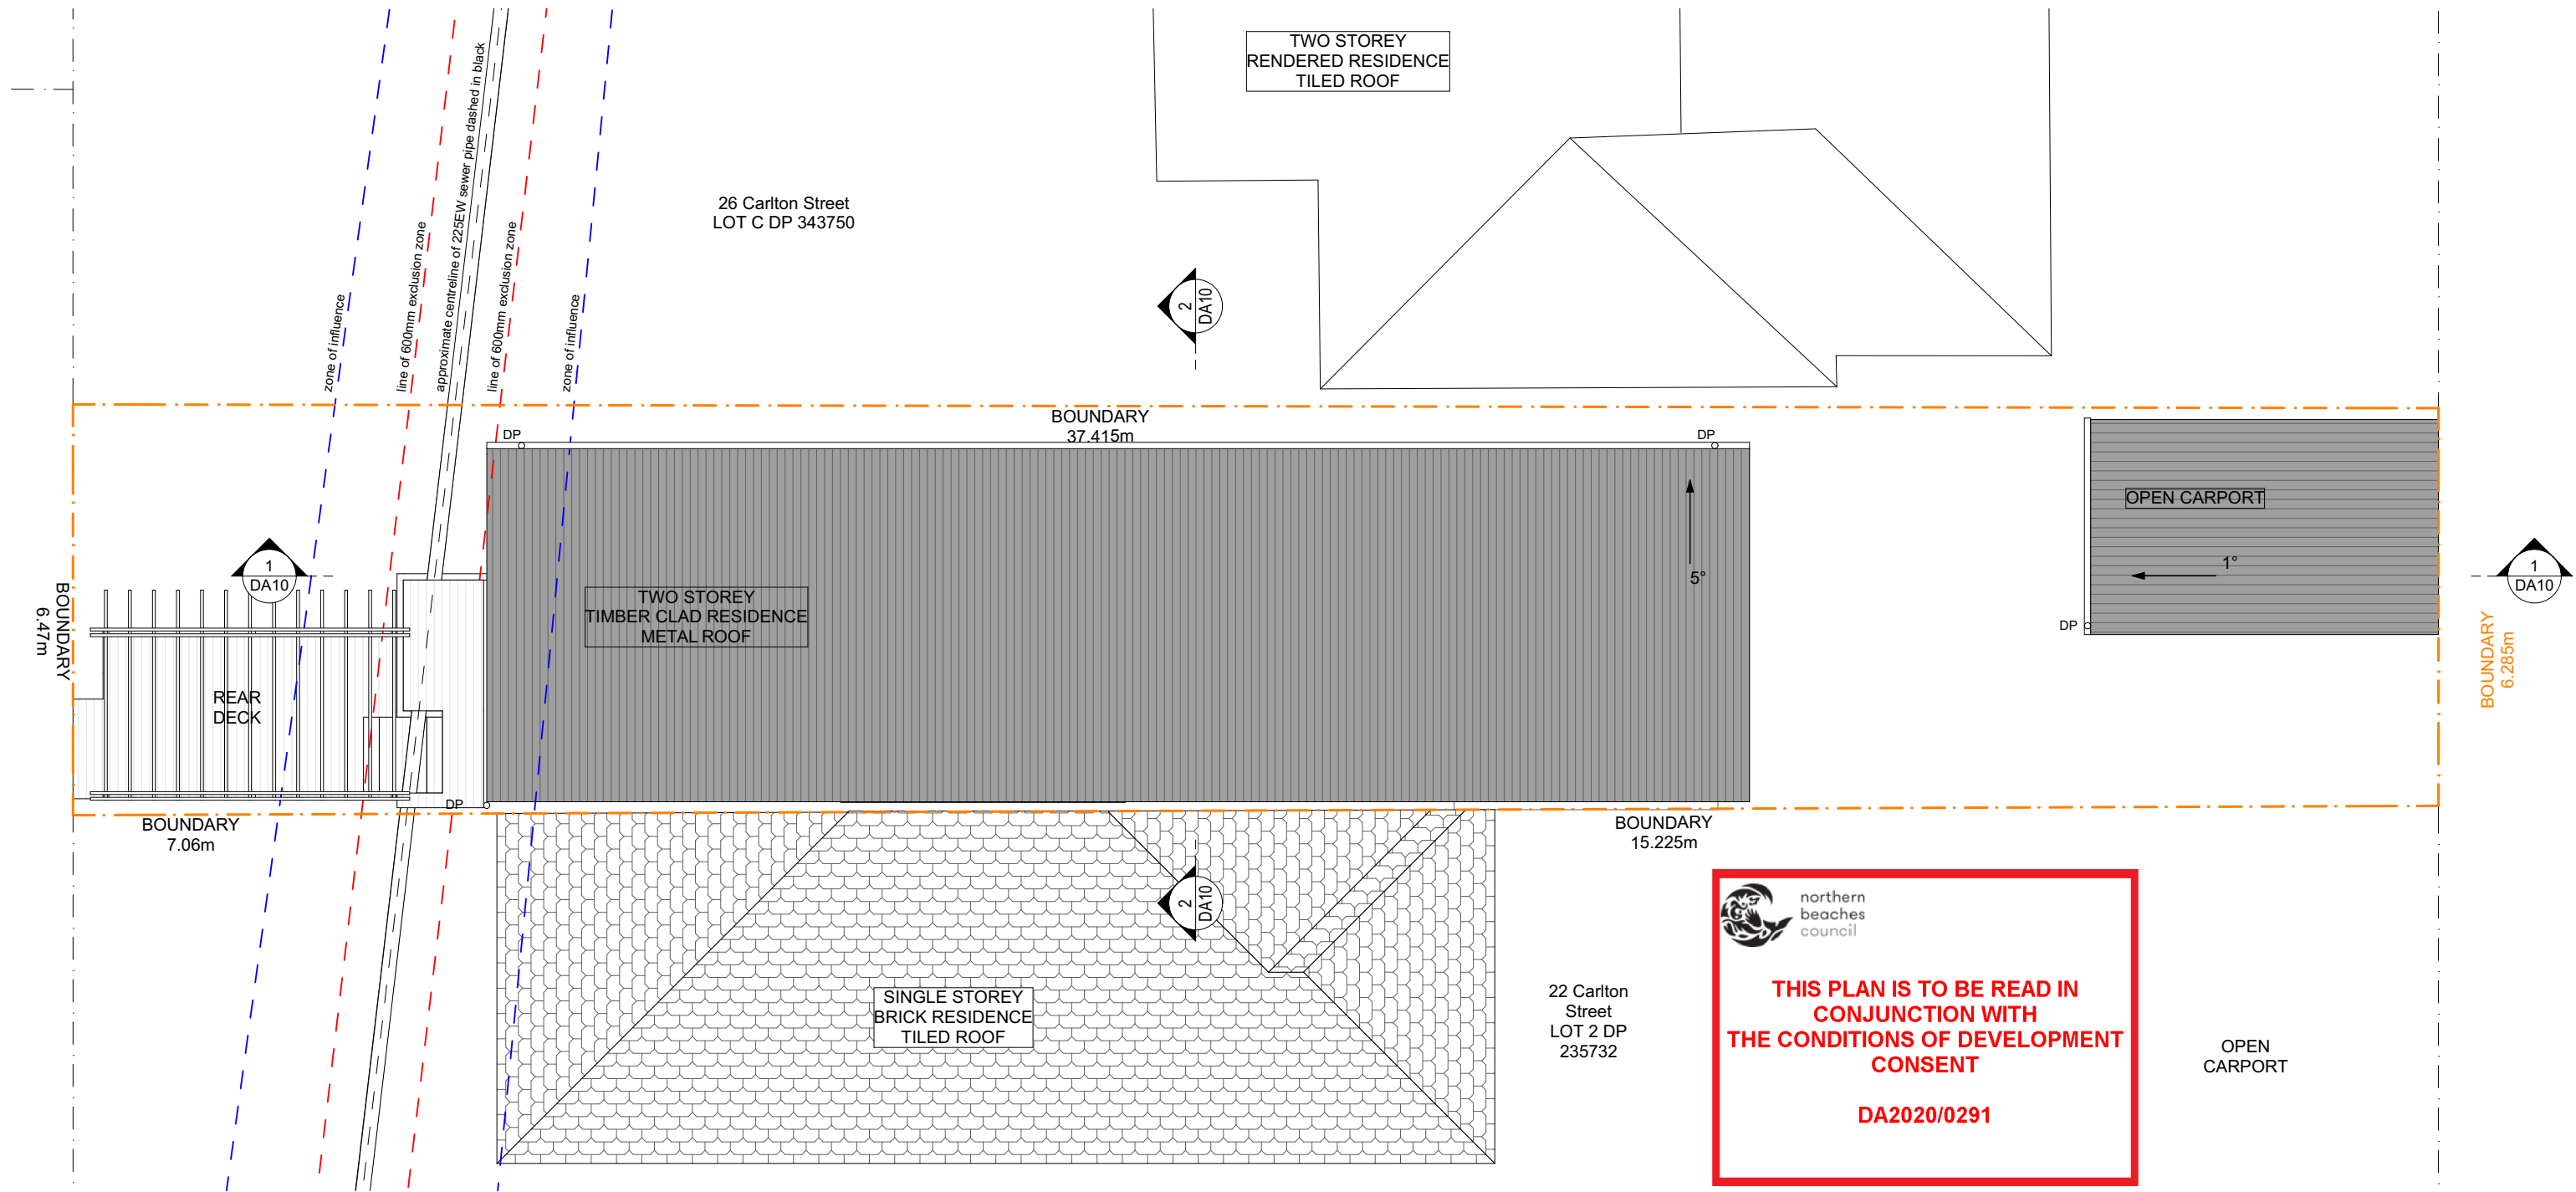 TWO STOREY
RENDERED RESIDENCE
TILED ROOF
approximate centreline of 225EW sewer pipe dashed in black
26 Carlton Street
LOT C DP 343750
zone of influence
line of 600mm exclusion zone
line of 600mm exclusion zone
zone of influence
2
DA10
BOUNDARY
37.415m
DP
DP
OPEN CARPORT
1°
5°
DP
1
DA10
1
DA10
BOUNDARY
6.47m
TWO STOREY
TIMBER CLAD RESIDENCE
METAL ROOF
BOUNDARY
6.285m
REAR
DECK
DP
BOUNDARY
7.06m
BOUNDARY
15.225m
2
DA10
SINGLE STOREY
BRICK RESIDENCE
TILED ROOF
22 Carlton
Street
LOT 2 DP
235732
northern
beaches
council
THIS PLAN IS TO BE READ IN
CONJUNCTION WITH
THE CONDITIONS OF DEVELOPMENT
CONSENT
DA2020/0291
OPEN
CARPORT